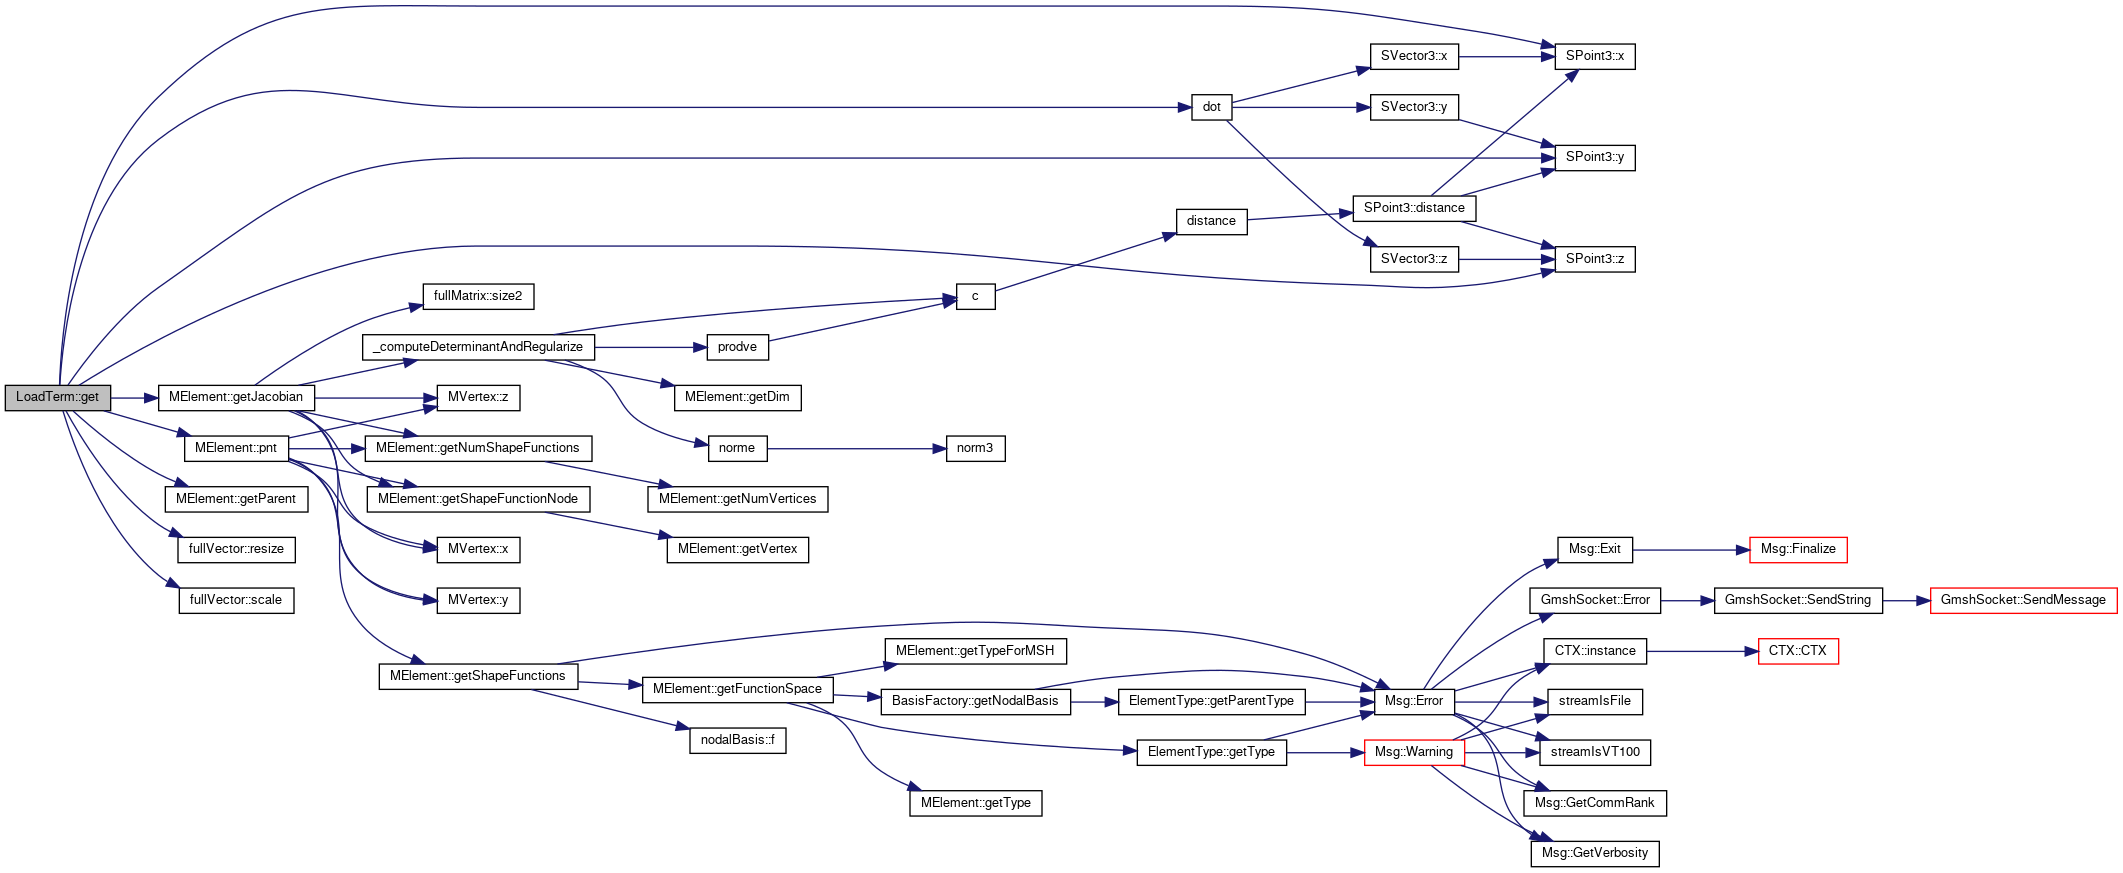 SVector3::x
SPoint3::x
dot
SVector3::y
SPoint3::y
SPoint3::distance
distance
SVector3::z
SPoint3::z
fullMatrix::size2
c
_computeDeterminantAndRegularize
prodve
LoadTerm::get
MElement::getJacobian
MVertex::z
MElement::getDim
MElement::pnt
MElement::getNumShapeFunctions
norme
norm3
MElement::getParent
MElement::getShapeFunctionNode
MElement::getNumVertices
fullVector::resize
MVertex::x
MElement::getVertex
Msg::Exit
Msg::Finalize
fullVector::scale
MVertex::y
GmshSocket::Error
GmshSocket::SendString
GmshSocket::SendMessage
MElement::getTypeForMSH
CTX::instance
CTX::CTX
MElement::getShapeFunctions
MElement::getFunctionSpace
BasisFactory::getNodalBasis
ElementType::getParentType
Msg::Error
streamIsFile
nodalBasis::f
ElementType::getType
Msg::Warning
streamIsVT100
MElement::getType
Msg::GetCommRank
Msg::GetVerbosity